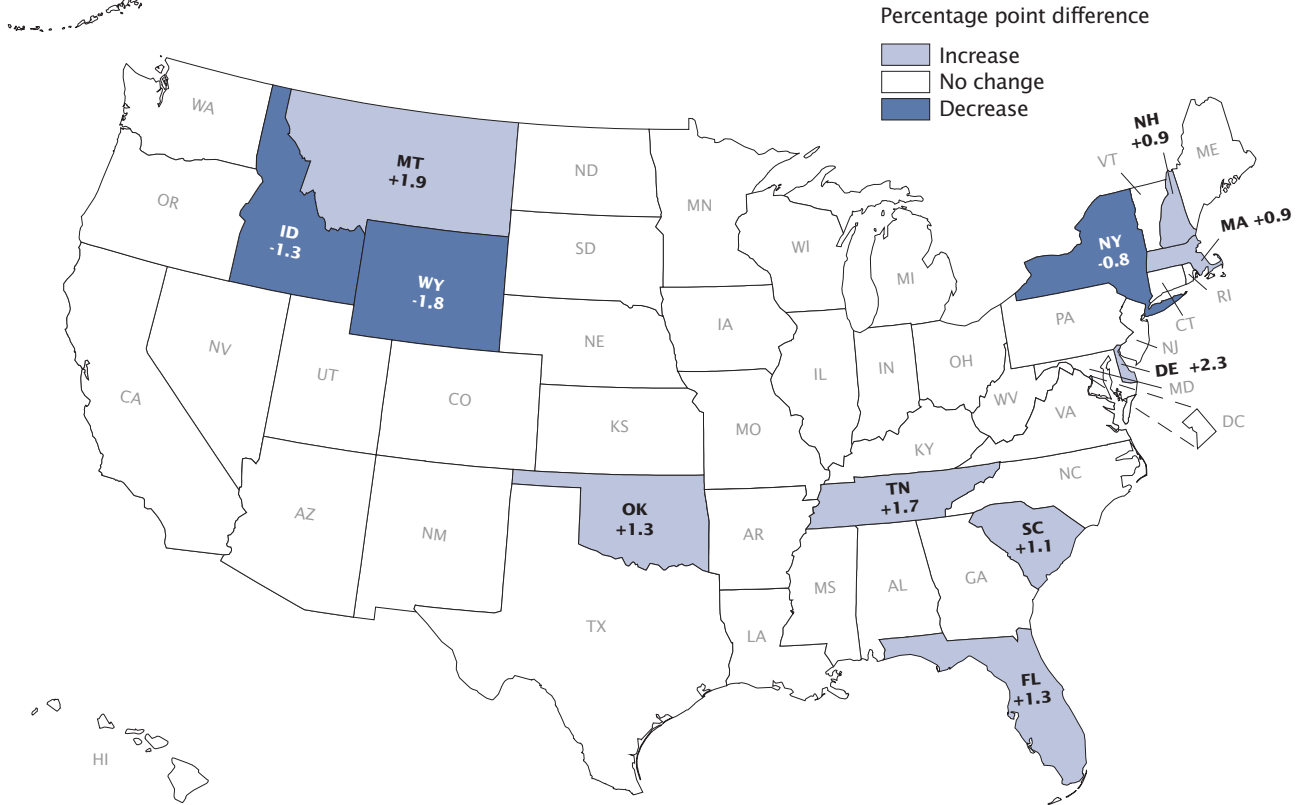 Percentage point difference
Increase
No change
Decrease
WA
OR
CA
NV
ID
-1.3
MT
+1.9
WY
-1.8
UT
AZ
CO
NM
ND
SD
NE
KS
OK
+1.3
TX
MN
IA
MO
AR
LA
WI
IL
MI
IN
OH
KY
TN
+1.7
MS
AL
GA
FL
+1.3
SC
+1.1
NC
VA
WV
PA
NY
-0.8
VT
NH
+0.9
ME
MA +0.9
RI
CT
NJ
DE +2.3
MD
DC
HI